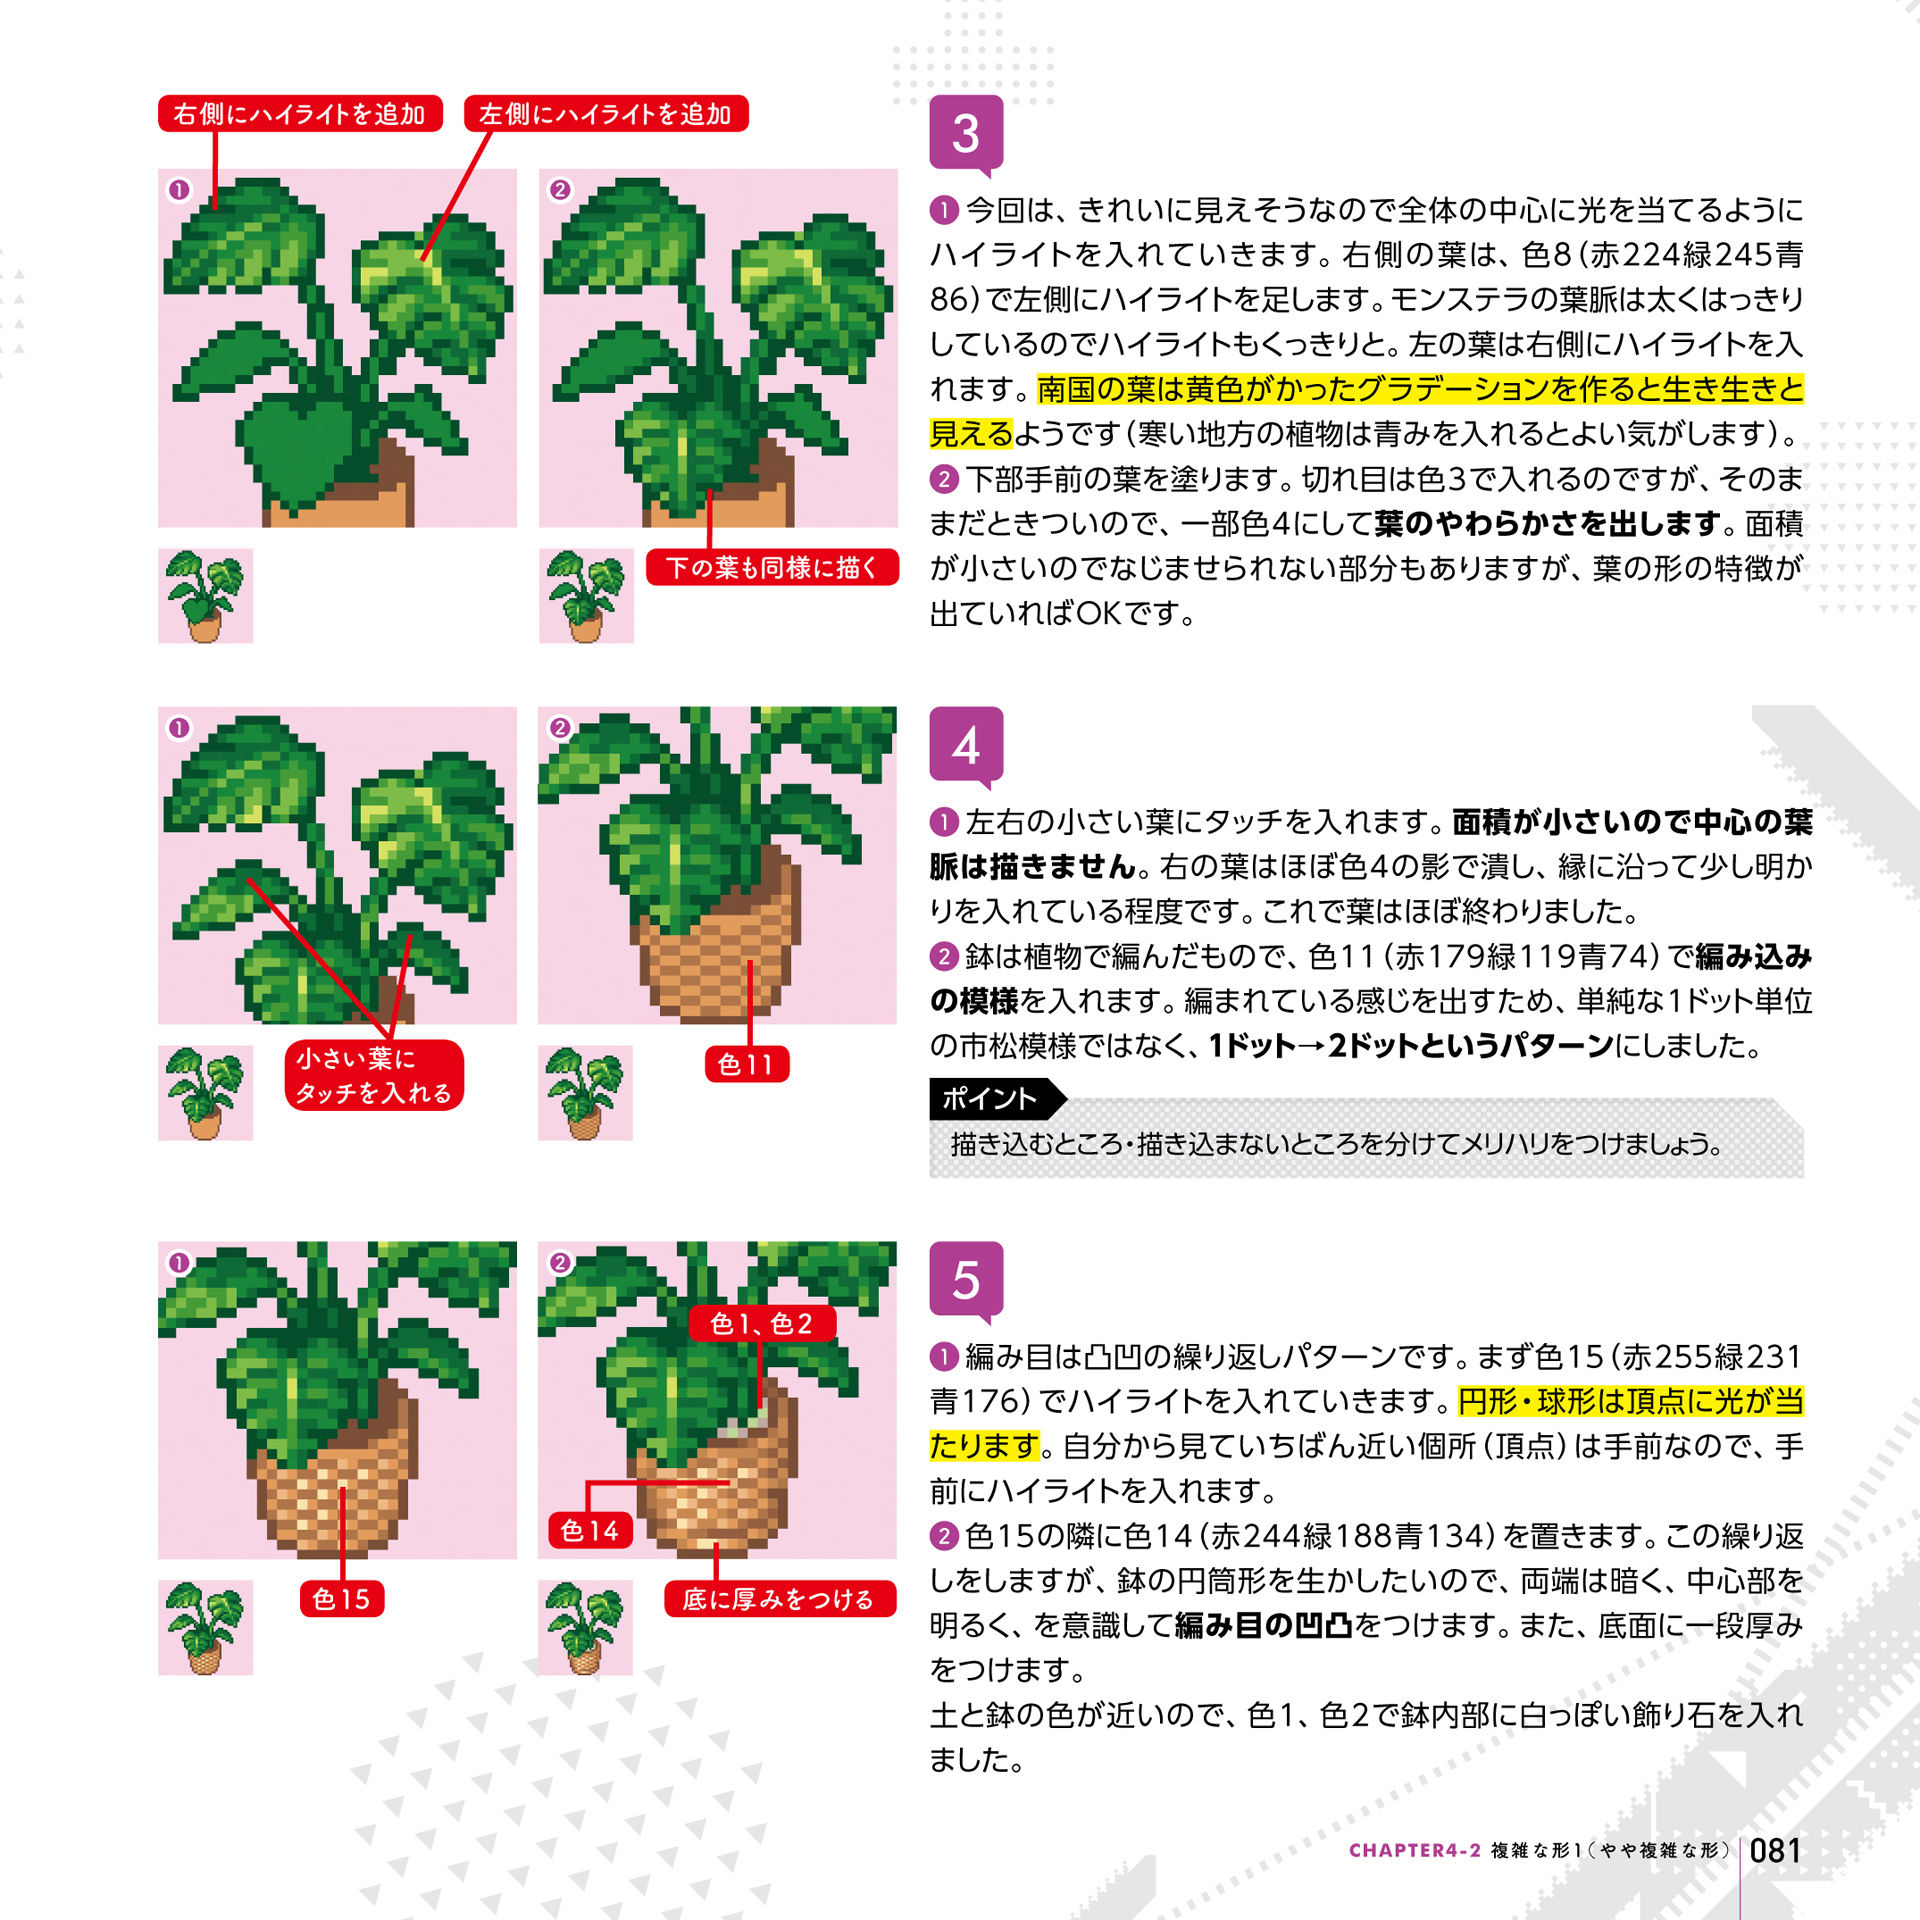 右側にハイライトを追加
左側にハイライトを追加
1
2
下の葉も同様に描く
3
1 今回は、きれいに見えそうなので全体の中心に光を当てるように
ハイライトを入れていきます。右側の葉は、色8(赤224緑245青
86)で左側にハイライトを足します。モンステラの葉脈は太くはっきり
しているのでハイライトもくっきりと。左の葉は右側にハイライトを入
れます。南国の葉は黄色がかったグラデーションを作ると生き生きと
見えるようです(寒い地方の植物は青みを入れるとよい気がします)。
2 下部手前の葉を塗ります。切れ目は色3で入れるのですが、そのま
まだときついので、一部色4にして葉のやわらかさを出します。面積
が小さいのでなじませられない部分もありますが、葉の形の特徴が
出ていればOKです。
1
2
小さい葉に
タッチを入れる
色11
4
1 左右の小さい葉にタッチを入れます。面積が小さいので中心の葉
脈は描きません。右の葉はほぼ色4の影で潰し、縁に沿って少し明か
りを入れている程度です。これで葉はほぼ終わりました。
2 鉢は植物で編んだもので、色11(赤179緑119青74)で編み込み
の模様を入れます。編まれている感じを出すため、単純な1ドット単位
の市松模様ではなく、1ドット→2ドットというパターンにしました。
ポイント
描き込むところ・描き込まないところを分けてメリハリをつけましょう。
1
2
色1、色2
色14
色15
底に厚みをつける
5
1 編み目は凸凹の繰り返しパターンです。まず色15(赤255緑231
青176)でハイライトを入れていきます。円形・球形は頂点に光が当
たります。自分から見ていちばん近い個所(頂点)は手前なので、手
前にハイライトを入れます。
2 色15の隣に色14(赤244緑188青134)を置きます。この繰り返
しをしますが、鉢の円筒形を生かしたいので、両端は暗く、中心部を
明るく、を意識して編み目の凹凸をつけます。また、底面に一段厚み
をつけます。
土と鉢の色が近いので、色1、色2で鉢内部に白っぽい飾り石を入れ
ました。
CHAPTER4-2 複雑な形1(やや複雑な形) 081